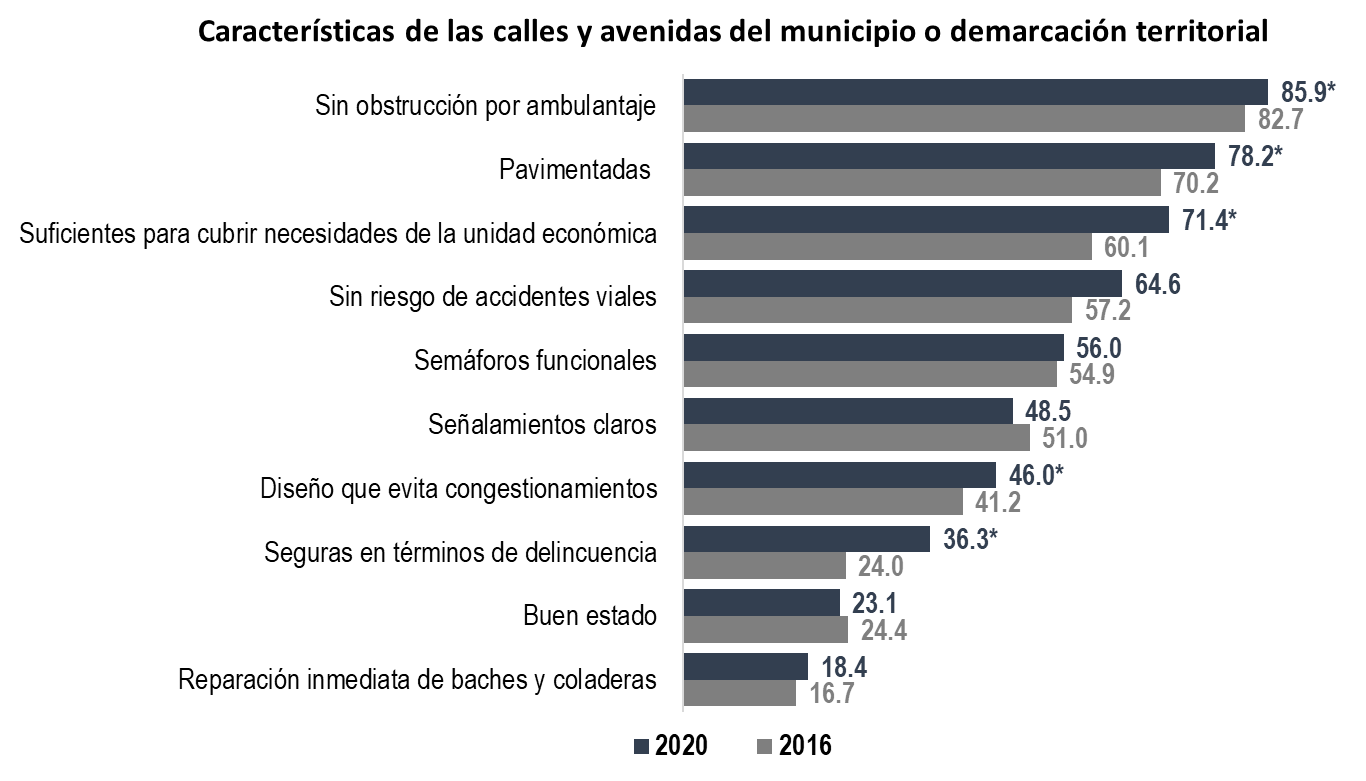 Características de las calles y avenidas del municipio o demarcación territorial
Sin obstrucción por ambulantaje
85.9*
82.7
Pavimentadas
78.2*
70.2
Suficientes para cubrir necesidades de la unidad económica
71.4*
60.1
Sin riesgo de accidentes viales
64.6
57.2
Semáforos funcionales
56.0
54.9
Señalamientos claros
48.5
51.0
Diseño que evita congestionamientos
46.0*
41.2
Seguras en términos de delincuencia
36.3*
24.0
Buen estado
23.1
24.4
Reparación inmediata de baches y coladeras
18.4
16.7
2020 2016